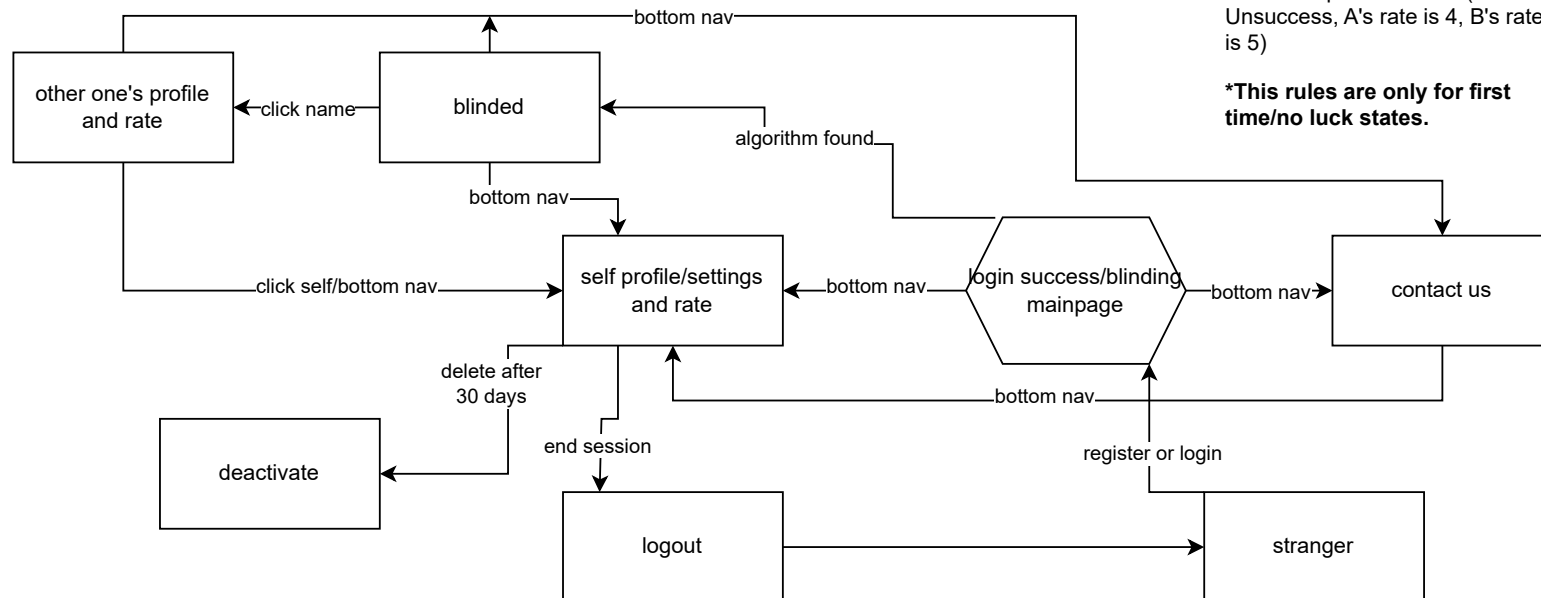 bottom nav
Unsuccess, A's rate is 4, B's rate
is 5)
*This rules are only for first
time/no luck states.
other one's profile
and rate
click name
blinded
algorithm found
bottom nav
click self/bottom nav
self profile/settings
and rate
bottom nav
login success/blinding
mainpage
bottom nav
contact us
delete after
30 days
bottom nav
end session
register or login
deactivate
logout
stranger